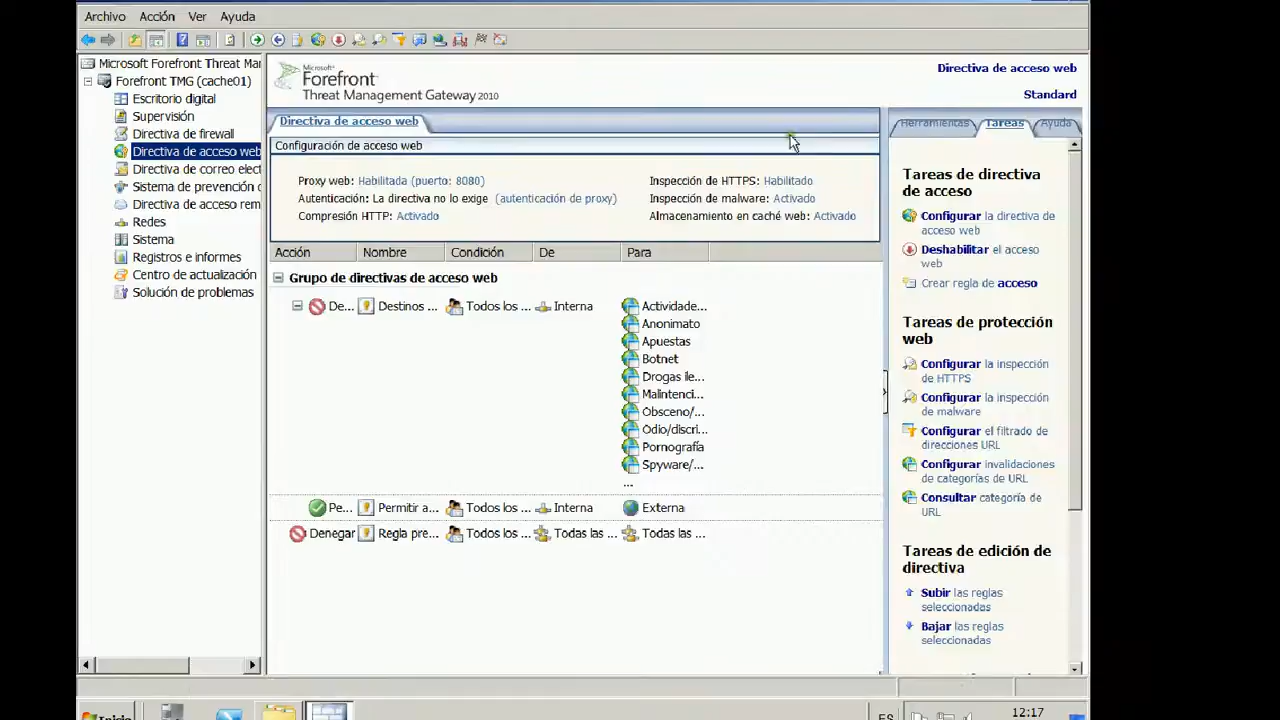 Archivo Acción Ver Ayuda
Microsoft Forefront Threat Mar
Forefront TMG (cache01)
Escritorio digital
Supervisión
Directiva de firewall
Directiva de acceso web
Directiva de correo elect
Sistema de prevención d
Directiva de acceso rem
Redes
Sistema
Registros e informes
Centro de actualización
Solución de problemas
Microsoft®
Forefront
Threat Management Gateway 2010
Directiva de acceso web
Standard
Directiva de acceso web
Configuración de acceso web
Proxy web: Habilitada (puerto: 8080)
Autenticación: La directiva no lo exige (autenticación de proxy)
Compresión HTTP: Activado
Inspección de HTTPS: Habilitado
Inspección de malware: Activado
Almacenamiento en caché web: Activado
Acción Nombre Condición De Para
Grupo de directivas de acceso web
De... Destinos ... Todos los ... Interna Actividade...
Anonimato
Apuestas
Botnet
Drogas ile...
Malintenci...
Obsceno/...
Odio/discri...
Pornografía
Spyware/...
...
Pe... Permitir a... Todos los ... Interna Externa
Denegar Regla pre... Todos los ... Todas las ... Todas las ...
Herramientas Tareas Ayuda
Tareas de directiva
de acceso
Configurar la directiva de
acceso web
Deshabilitar el acceso
web
Crear regla de acceso
Tareas de protección
web
Configurar la inspección
de HTTPS
Configurar la inspección
de malware
Configurar el filtrado de
direcciones URL
Configurar invalidaciones
de categorías de URL
Consultar categoría de
URL
Tareas de edición de
directiva
Subir las reglas
seleccionadas
Bajar las reglas
seleccionadas
Inicio
ES
12:17